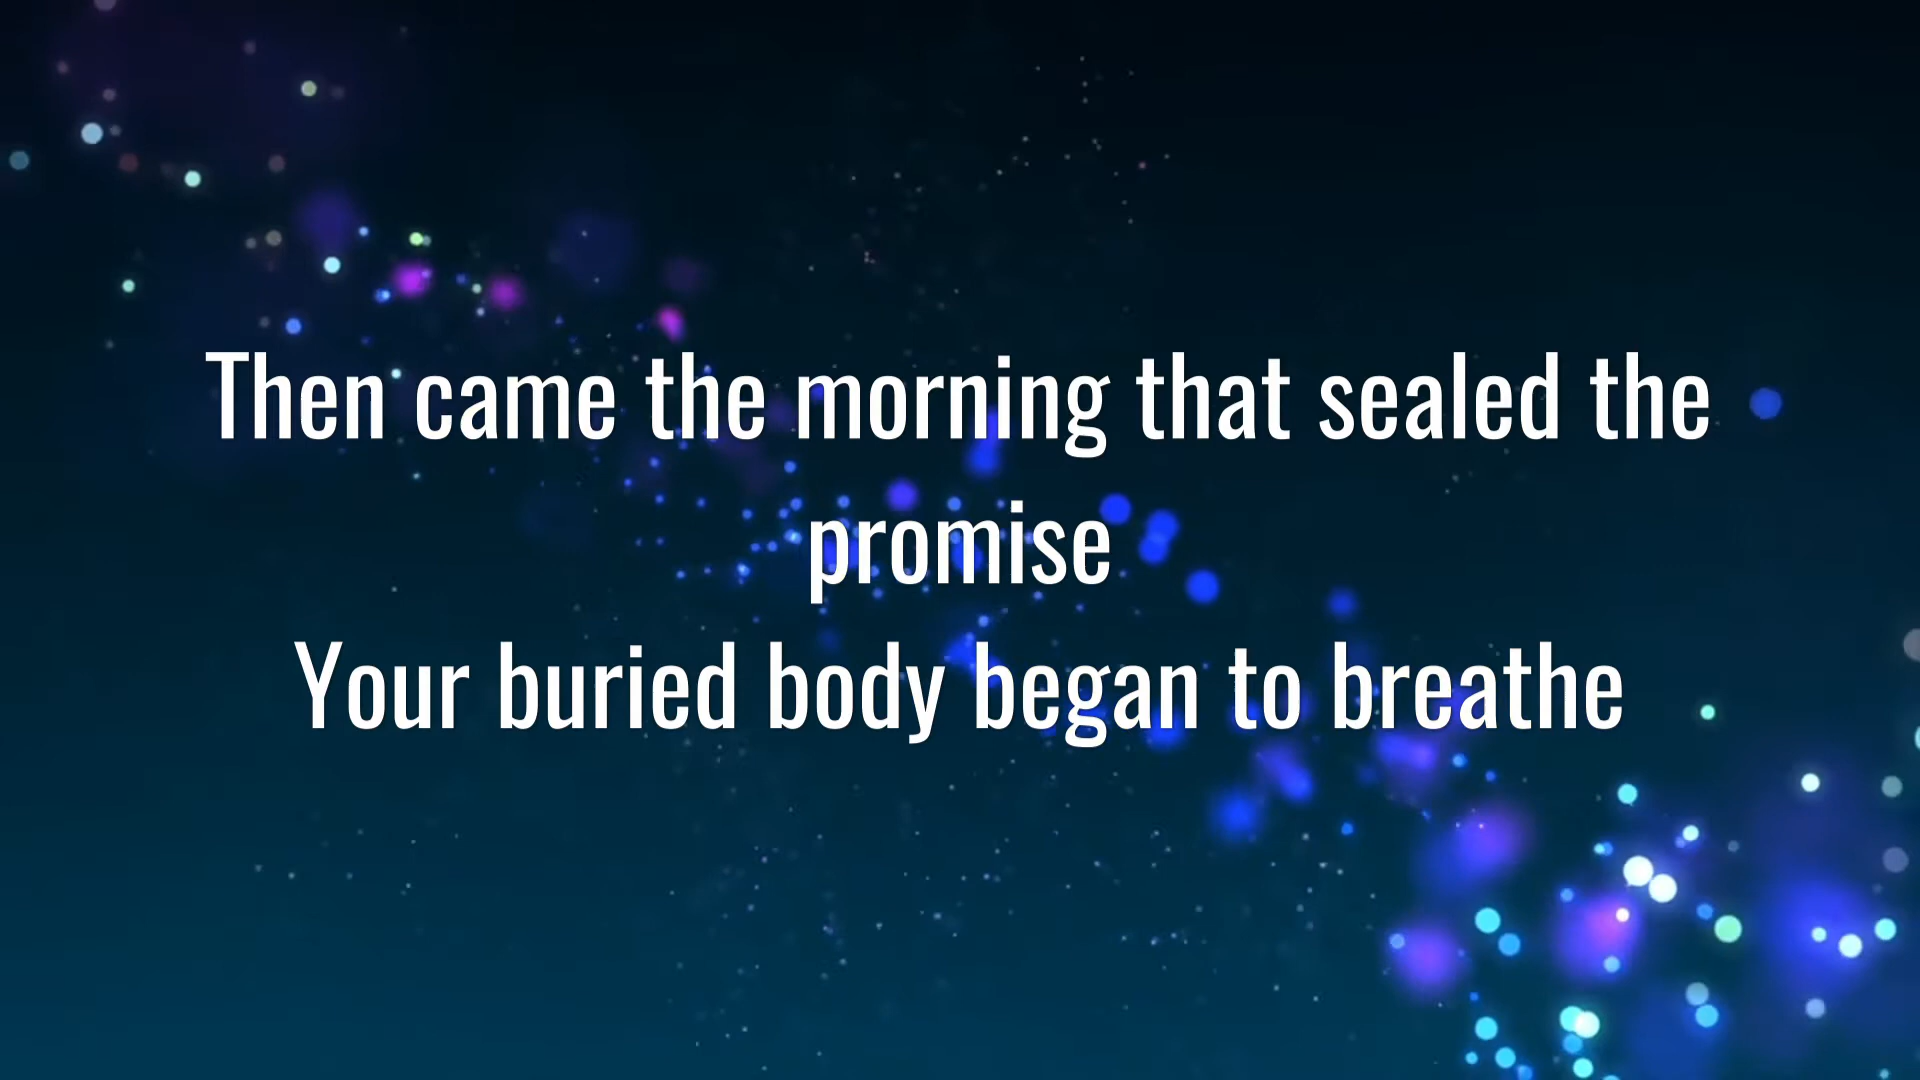 Then came the morning that sealed the
promise
Your buried body began to breathe